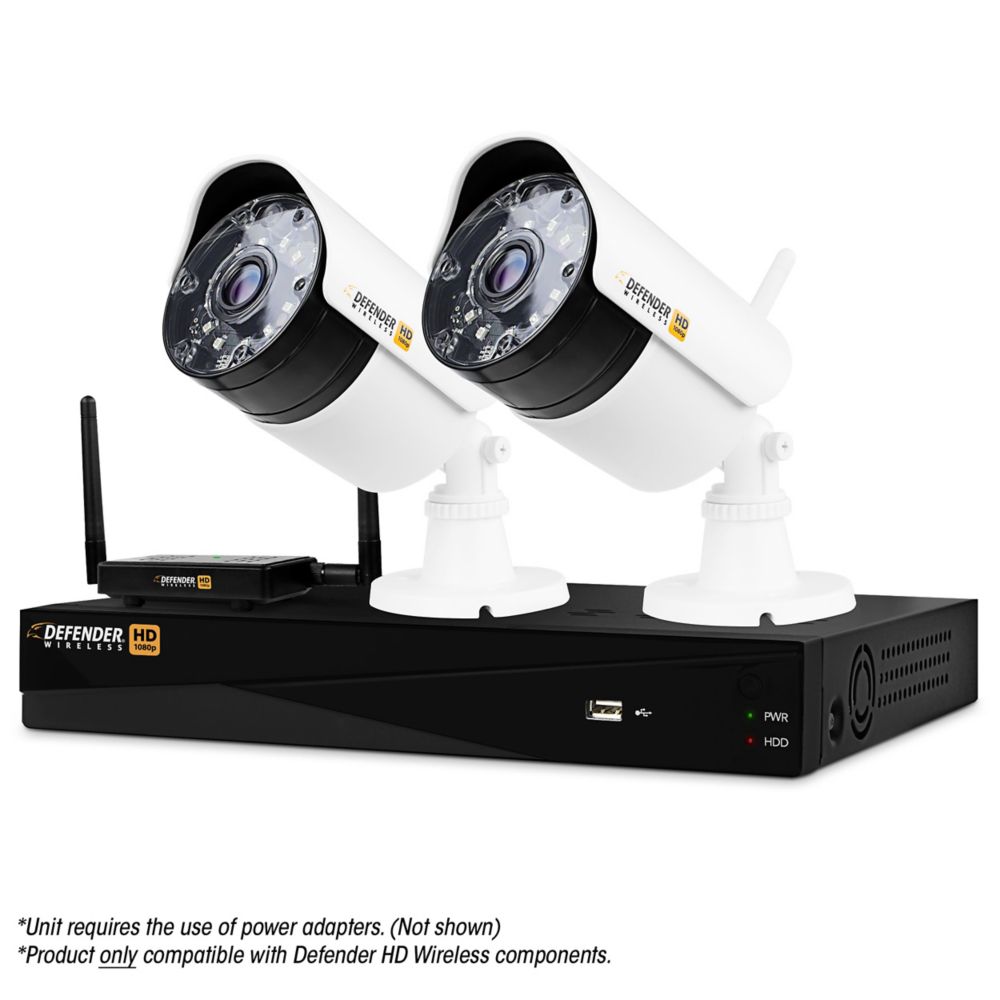 DEFENDER
WIRELESS
HD
1080p
DEFENDER
WIRELESS
HD
1080p
DEFENDER
WIRELESS
HD
1080p
DEFENDER®
WIRELESS
HD
1080p
PWR
HDD
*Unit requires the use of power adapters. (Not shown)
*Product only compatible with Defender HD Wireless components.